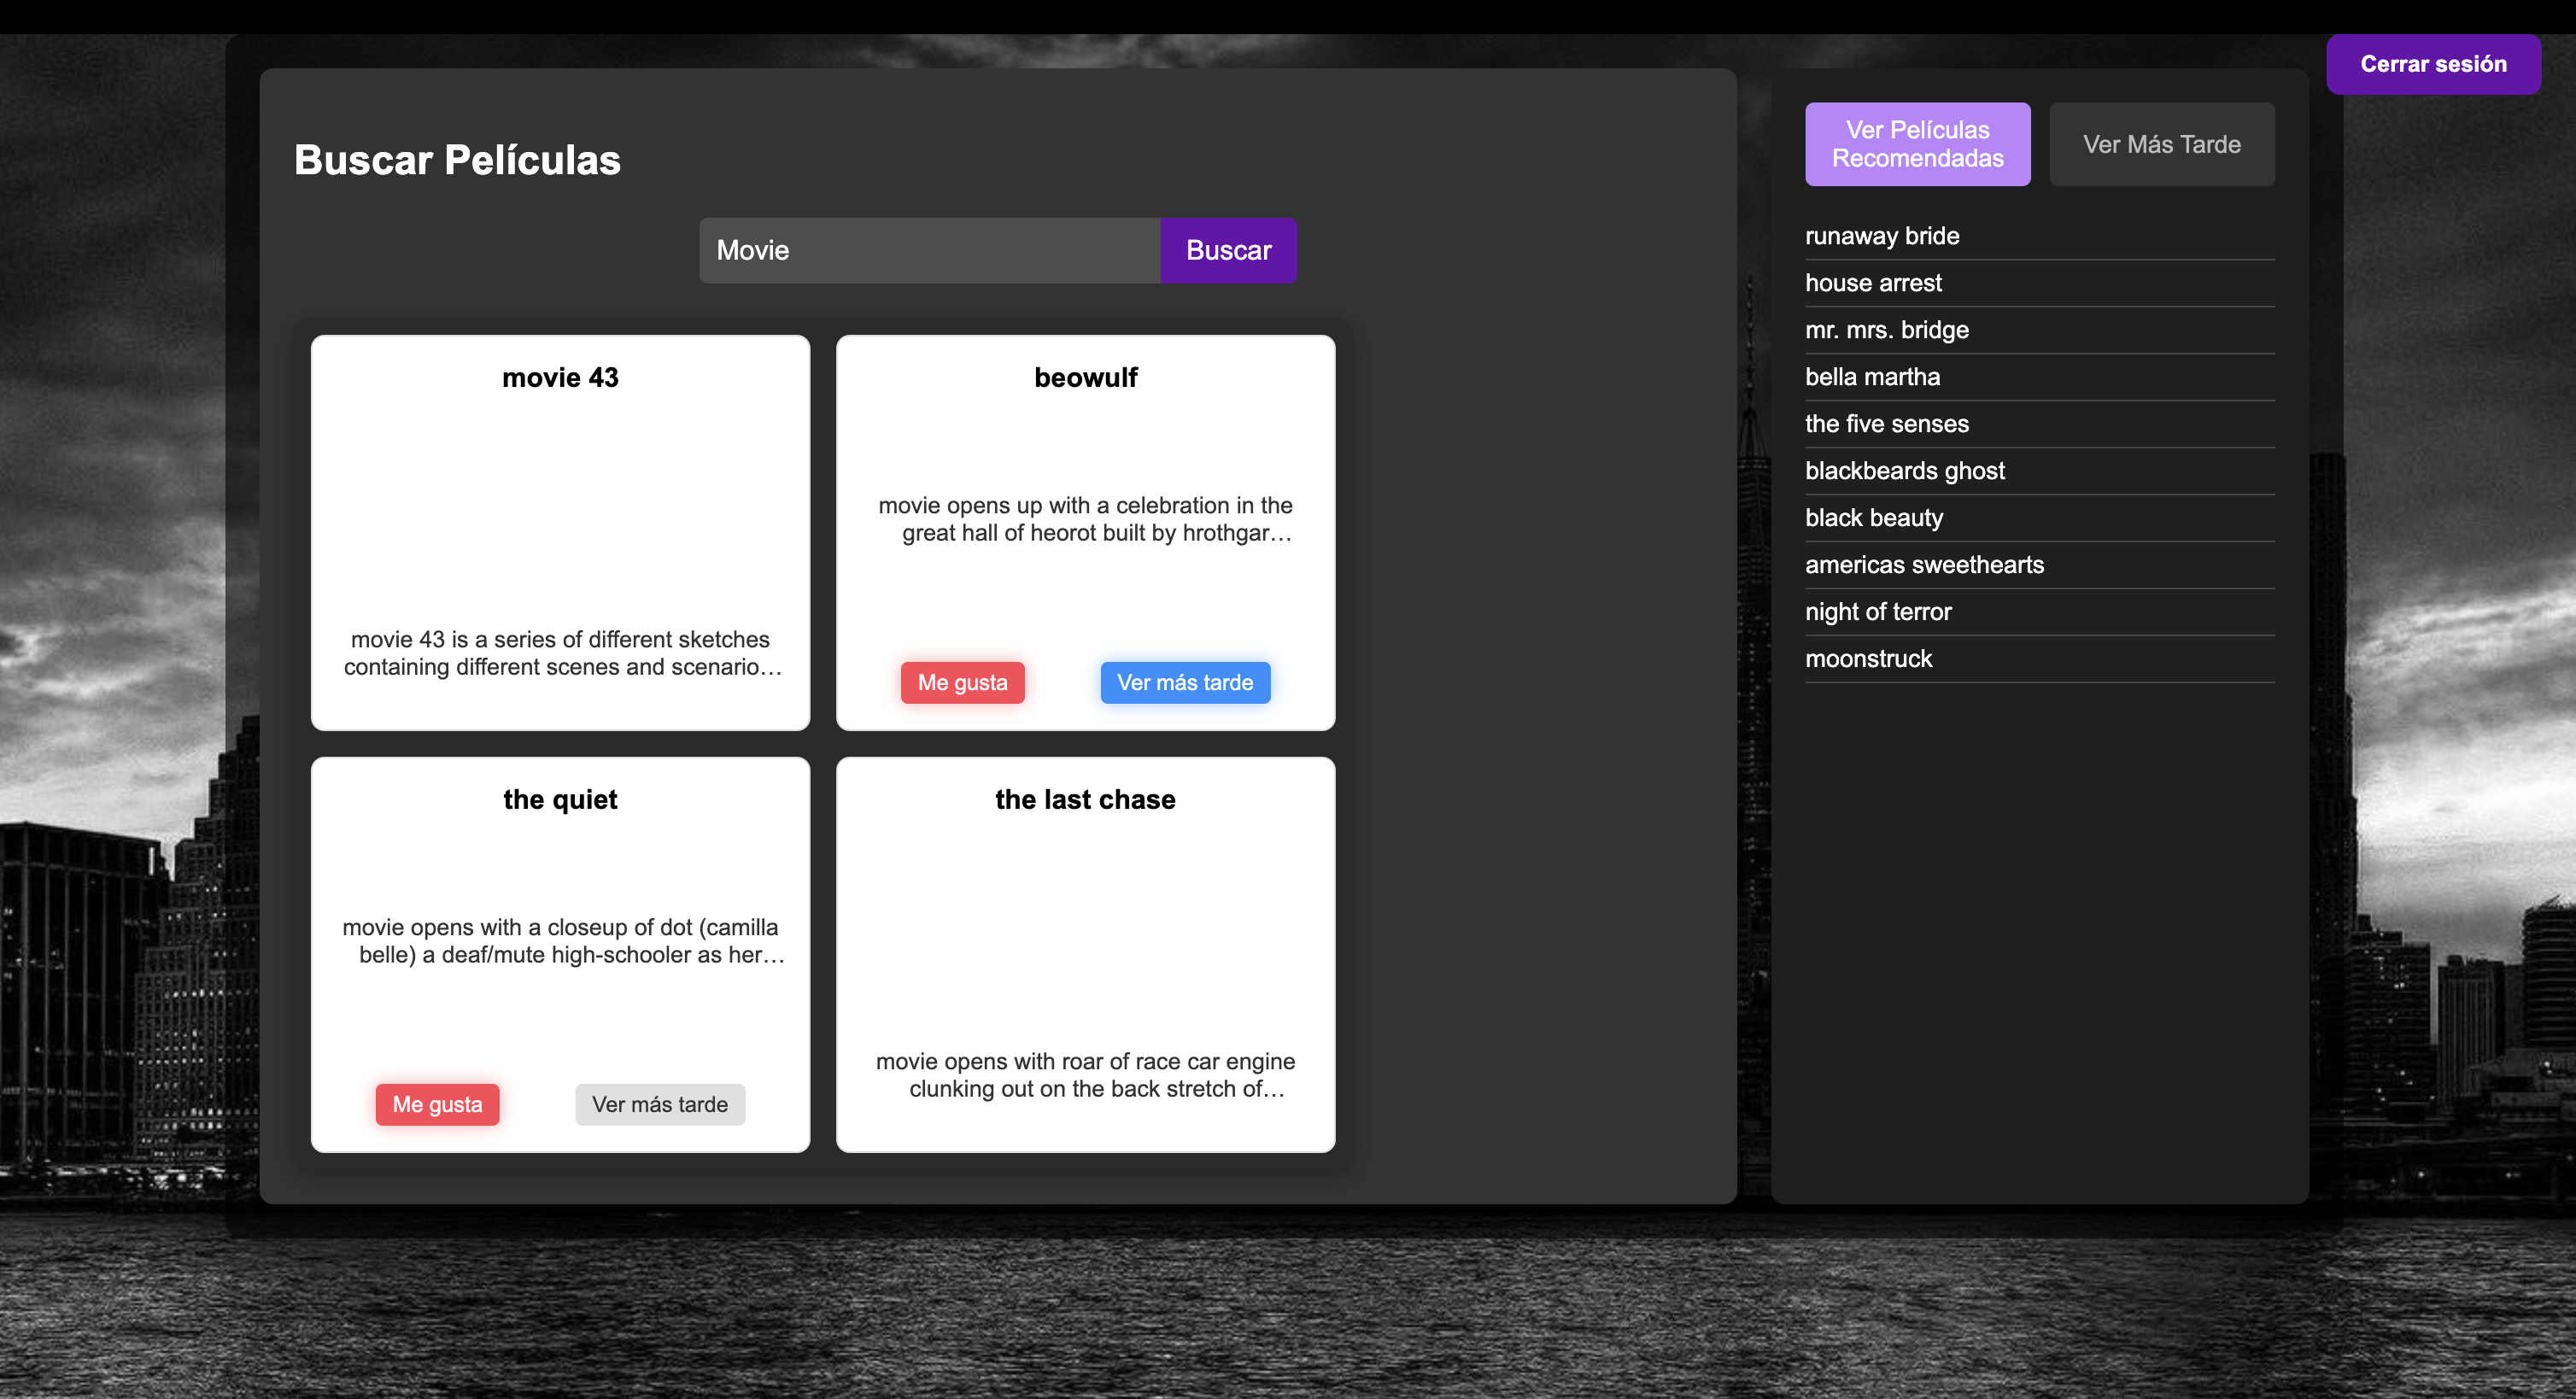 Cerrar sesión
Buscar Películas
Movie
Buscar
movie 43
movie 43 is a series of different sketches
containing different scenes and scenario…
beowulf
movie opens up with a celebration in the
great hall of heorot built by hrothgar…
Me gusta
Ver más tarde
the quiet
movie opens with a closeup of dot (camilla
belle) a deaf/mute high-schooler as her…
Me gusta
Ver más tarde
the last chase
movie opens with roar of race car engine
clunking out on the back stretch of…
Ver Películas
Recomendadas
Ver Más Tarde
runaway bride
house arrest
mr. mrs. bridge
bella martha
the five senses
blackbeards ghost
black beauty
americas sweethearts
night of terror
moonstruck